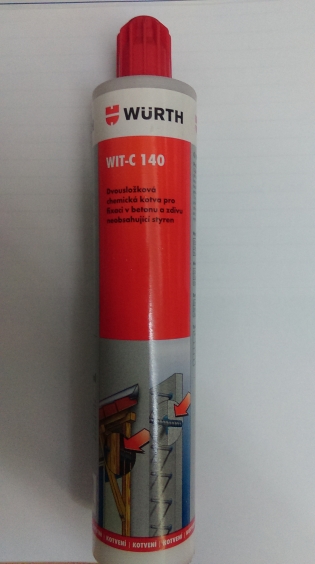 WÜRTH
WIT-C 140
Dvousložková
chemická kotva pro
fixaci v betonu a zdivu
neobsahující styren
KOTVENÍ | KOTVENÍ | KOTVENÍ